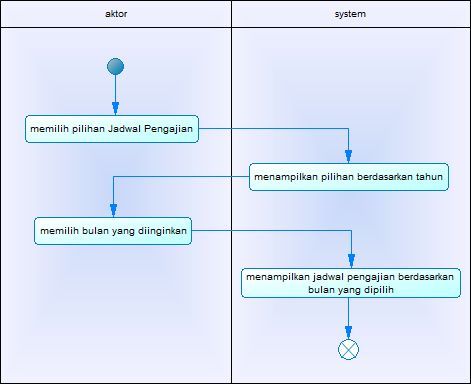 aktor
system
memilih pilihan Jadwal Pengajian
menampilkan pilihan berdasarkan tahun
memilih bulan yang diinginkan
menampilkan jadwal pengajian berdasarkan
bulan yang dipilih